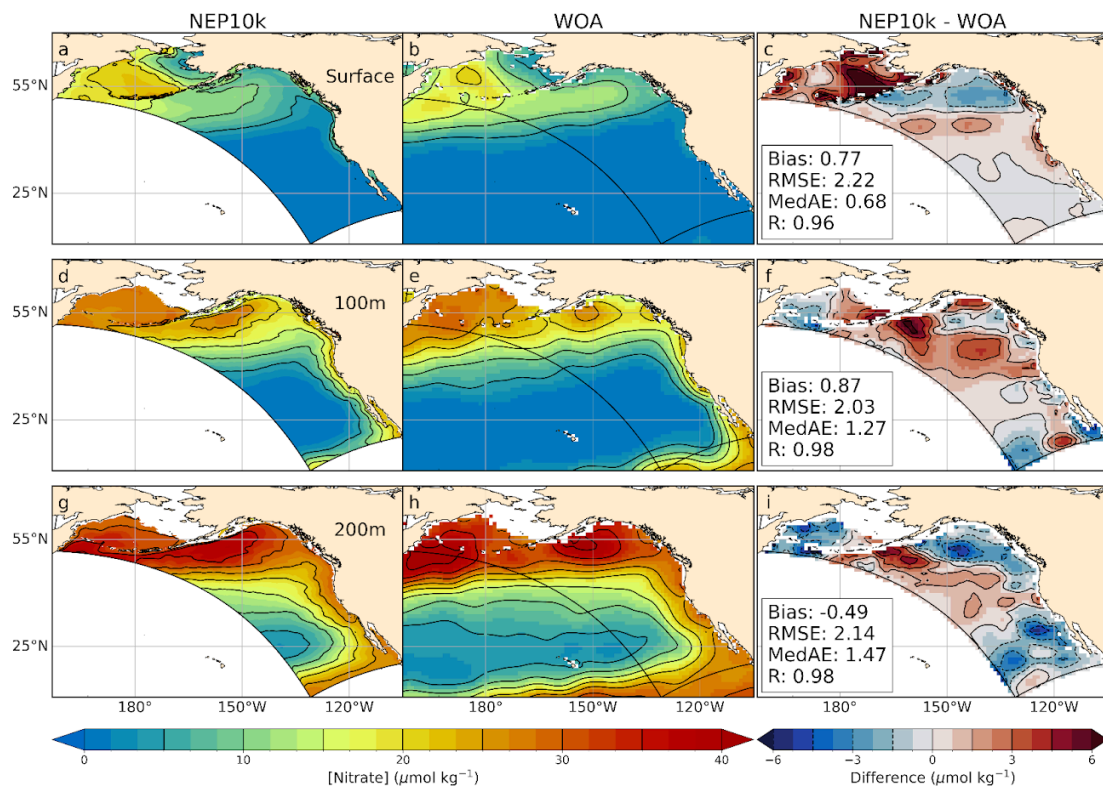 NEP10k WOA NEP10k - WOA
a Surface b c
55°N
25°N
Bias: 0.77
RMSE: 2.22
MedAE: 0.68
R: 0.96
d 100m e f
55°N
25°N
Bias: 0.87
RMSE: 2.03
MedAE: 1.27
R: 0.98
g 200m h i
55°N
25°N
Bias: -0.49
RMSE: 2.14
MedAE: 1.47
R: 0.98
180° 150°W 120°W 180° 150°W 120°W 180° 150°W 120°W
0 10 20 30 40 −6 −3 0 3 6
[Nitrate] (μmol kg⁻¹) Difference (μmol kg⁻¹)